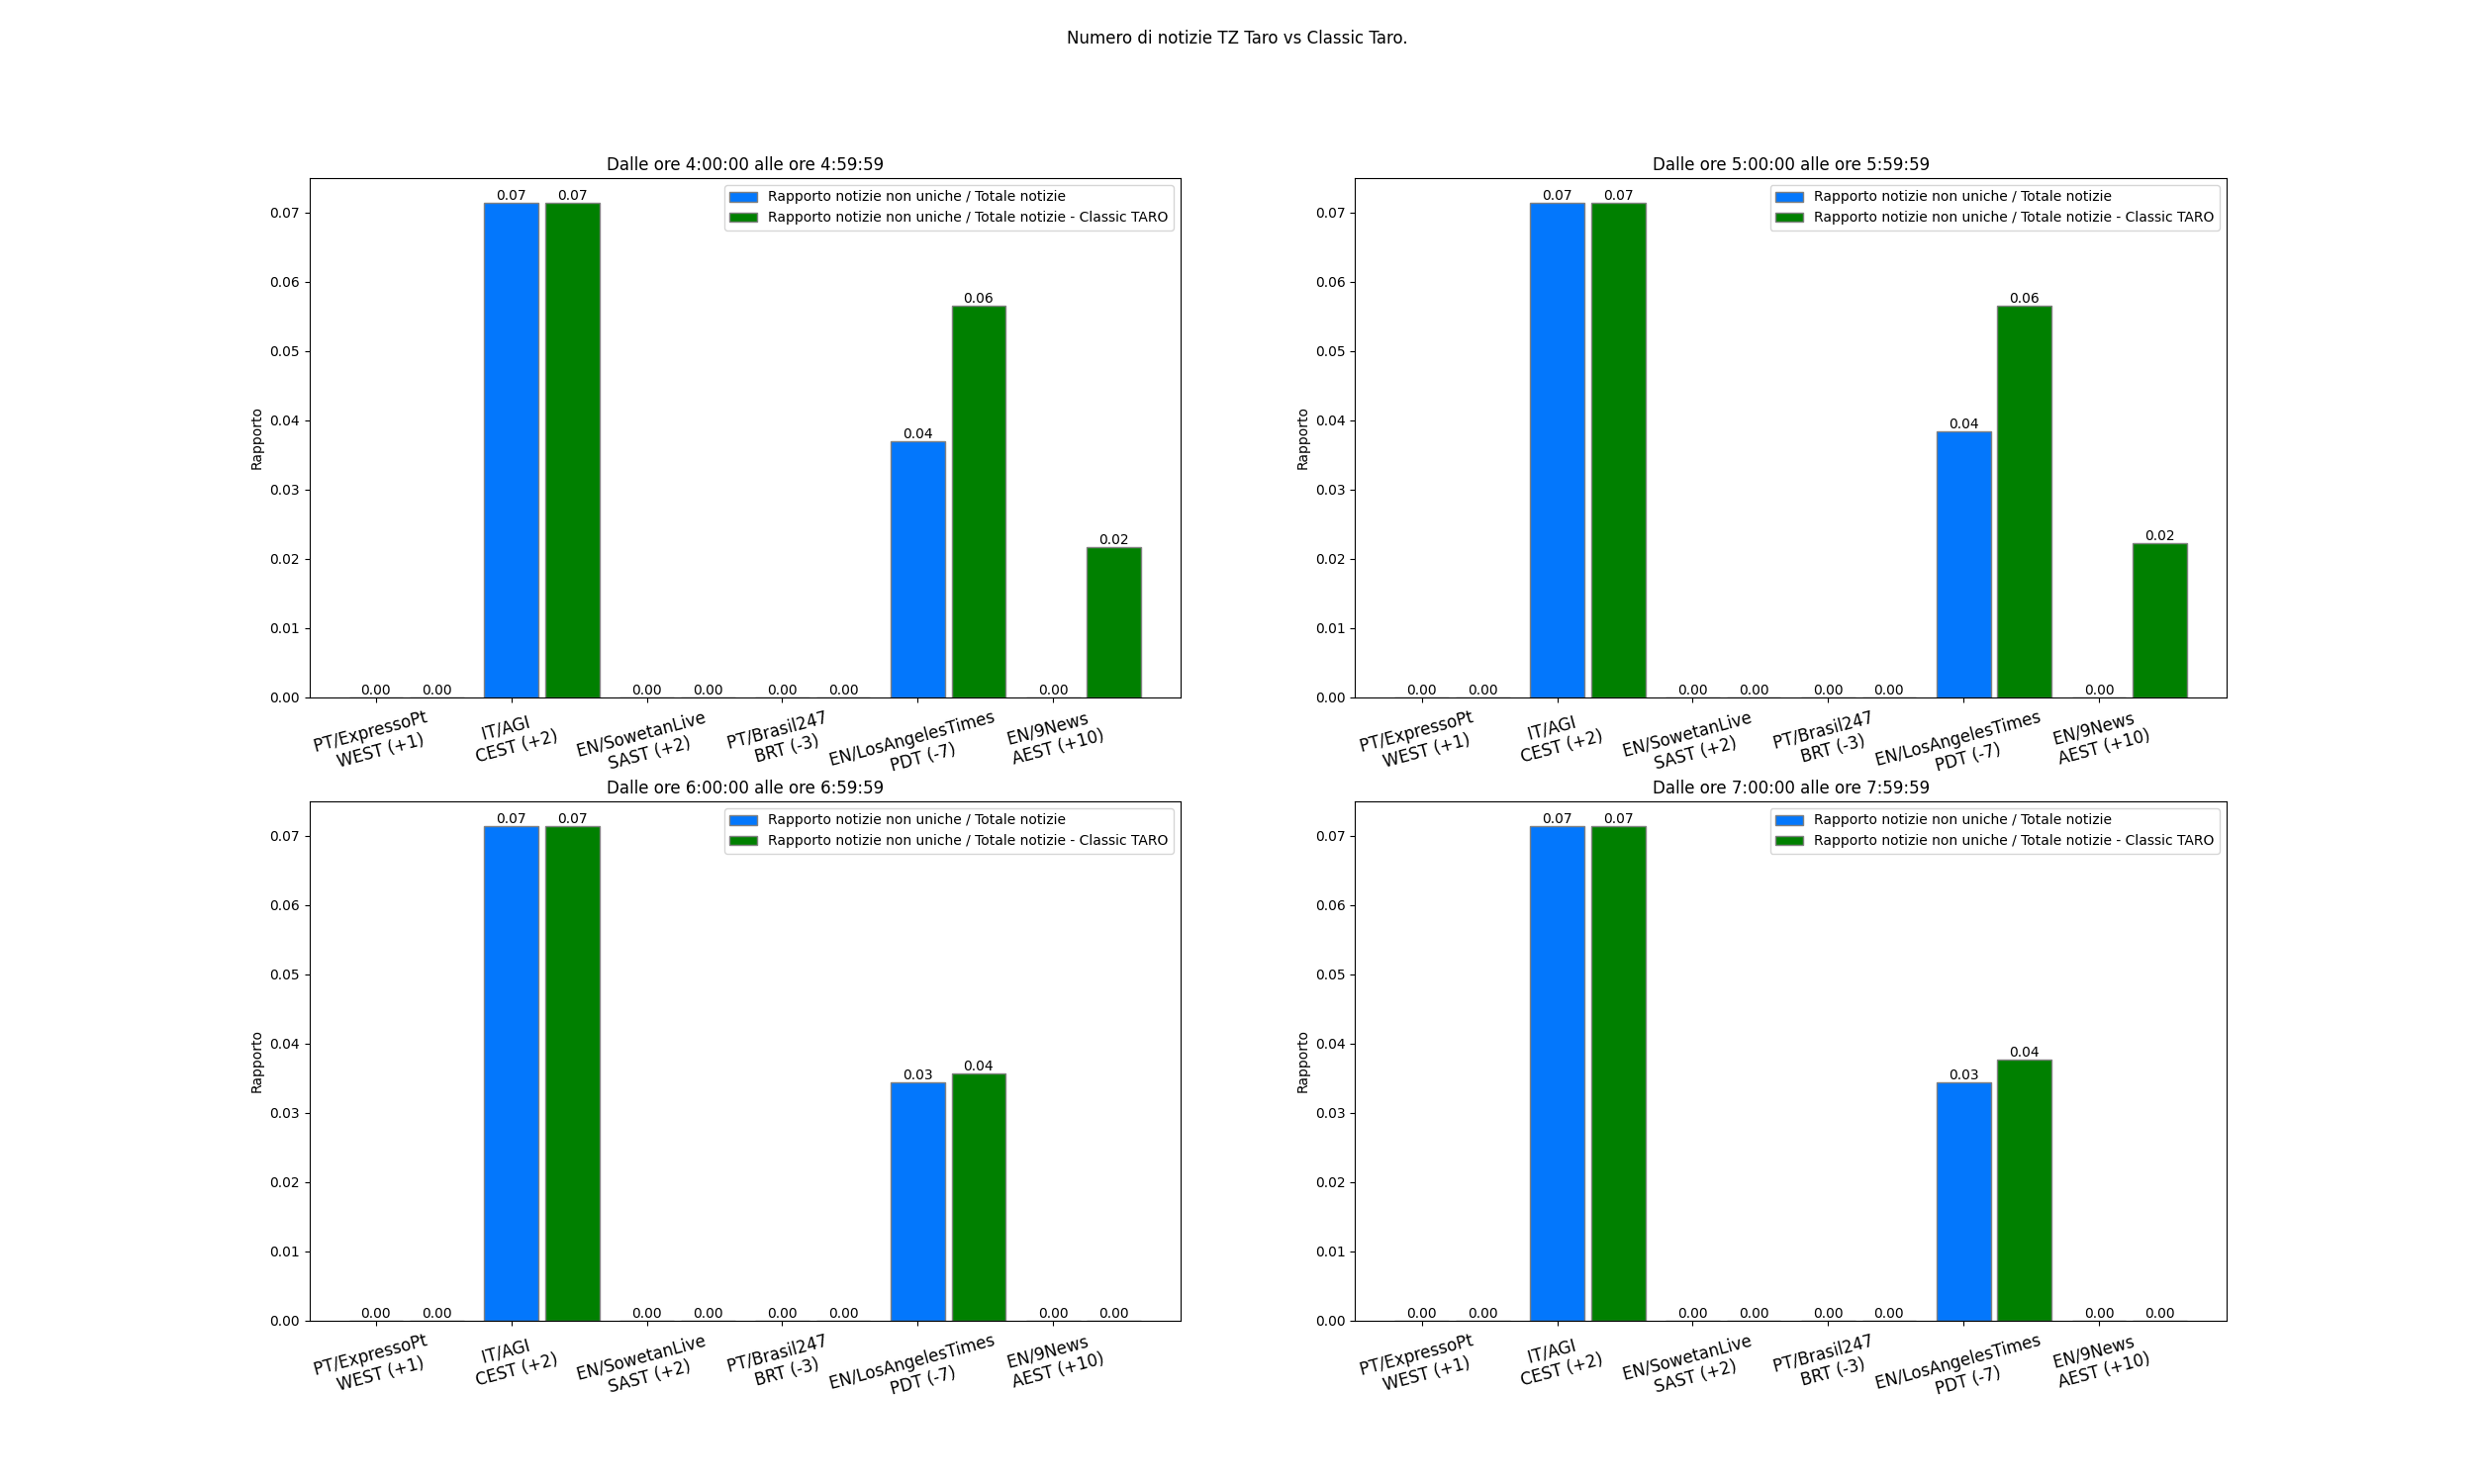 Numero di notizie TZ Taro vs Classic Taro.
Dalle ore 4:00:00 alle ore 4:59:59
Rapporto notizie non uniche / Totale notizie
Rapporto notizie non uniche / Totale notizie - Classic TARO
Rapporto
0.07
0.06
0.05
0.04
0.03
0.02
0.01
0.00
0.00 0.00 0.07 0.07 0.00 0.00 0.00 0.00 0.04 0.06 0.00 0.02
PT/ExpressoPt
WEST (+1)
IT/AGI
CEST (+2)
EN/SowetanLive
SAST (+2)
PT/Brasil247
BRT (-3)
EN/LosAngelesTimes
PDT (-7)
EN/9News
AEST (+10)
Dalle ore 5:00:00 alle ore 5:59:59
Rapporto notizie non uniche / Totale notizie
Rapporto notizie non uniche / Totale notizie - Classic TARO
Rapporto
0.07
0.06
0.05
0.04
0.03
0.02
0.01
0.00
0.00 0.00 0.07 0.07 0.00 0.00 0.00 0.00 0.04 0.06 0.00 0.02
PT/ExpressoPt
WEST (+1)
IT/AGI
CEST (+2)
EN/SowetanLive
SAST (+2)
PT/Brasil247
BRT (-3)
EN/LosAngelesTimes
PDT (-7)
EN/9News
AEST (+10)
Dalle ore 6:00:00 alle ore 6:59:59
Rapporto notizie non uniche / Totale notizie
Rapporto notizie non uniche / Totale notizie - Classic TARO
Rapporto
0.07
0.06
0.05
0.04
0.03
0.02
0.01
0.00
0.00 0.00 0.07 0.07 0.00 0.00 0.00 0.00 0.03 0.04 0.00 0.00
PT/ExpressoPt
WEST (+1)
IT/AGI
CEST (+2)
EN/SowetanLive
SAST (+2)
PT/Brasil247
BRT (-3)
EN/LosAngelesTimes
PDT (-7)
EN/9News
AEST (+10)
Dalle ore 7:00:00 alle ore 7:59:59
Rapporto notizie non uniche / Totale notizie
Rapporto notizie non uniche / Totale notizie - Classic TARO
Rapporto
0.07
0.06
0.05
0.04
0.03
0.02
0.01
0.00
0.00 0.00 0.07 0.07 0.00 0.00 0.00 0.00 0.03 0.04 0.00 0.00
PT/ExpressoPt
WEST (+1)
IT/AGI
CEST (+2)
EN/SowetanLive
SAST (+2)
PT/Brasil247
BRT (-3)
EN/LosAngelesTimes
PDT (-7)
EN/9News
AEST (+10)